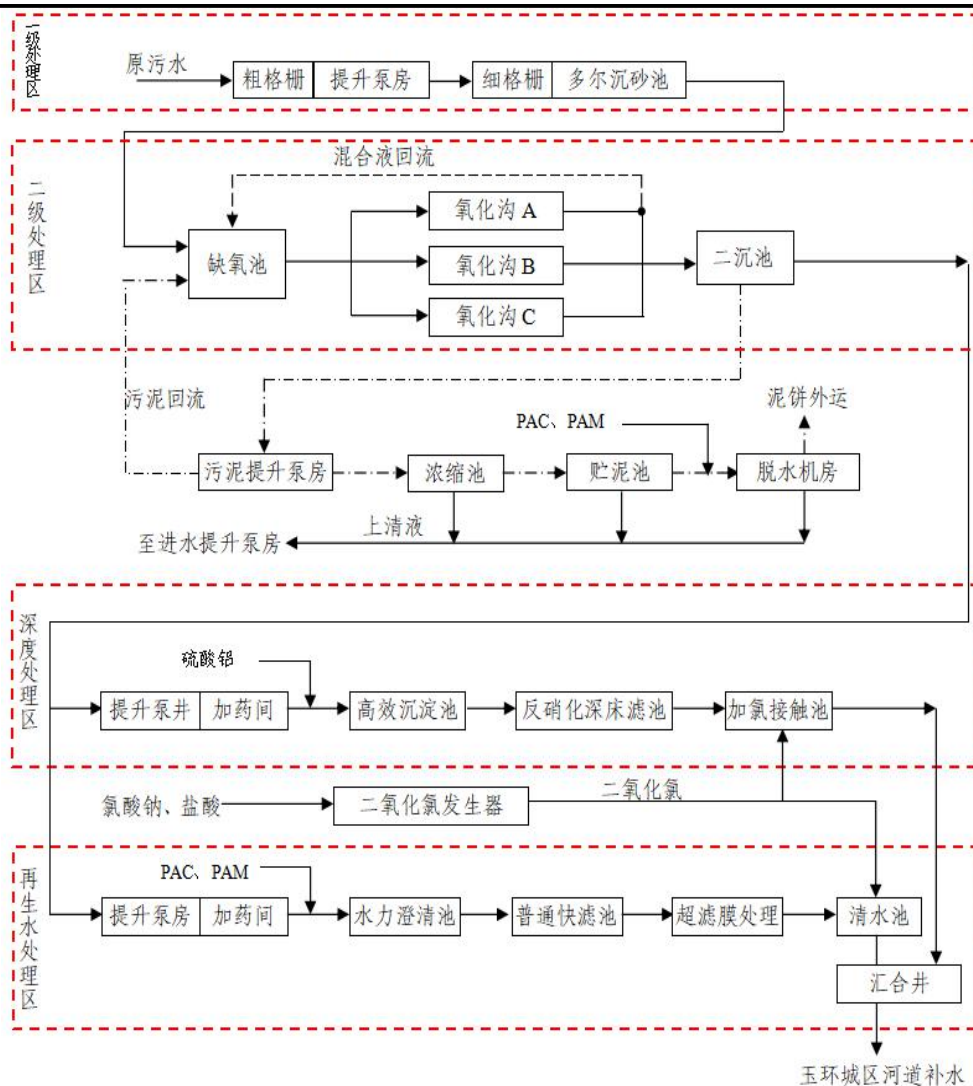 一级处理区
原污水
粗格栅
提升泵房
细格栅
多尔沉砂池
二级处理区
混合液回流
缺氧池
氧化沟A
氧化沟B
氧化沟C
二沉池
污泥回流
PAC、PAM
泥饼外运
污泥提升泵房
浓缩池
贮泥池
脱水机房
上清液
至进水提升泵房
深度处理区
硫酸铝
提升泵井
加药间
高效沉淀池
反硝化深床滤池
加氯接触池
氯酸钠、盐酸
二氧化氯发生器
二氧化氯
再生水处理区
PAC、PAM
提升泵房
加药间
水力澄清池
普通快滤池
超滤膜处理
清水池
汇合井
玉环城区河道补水